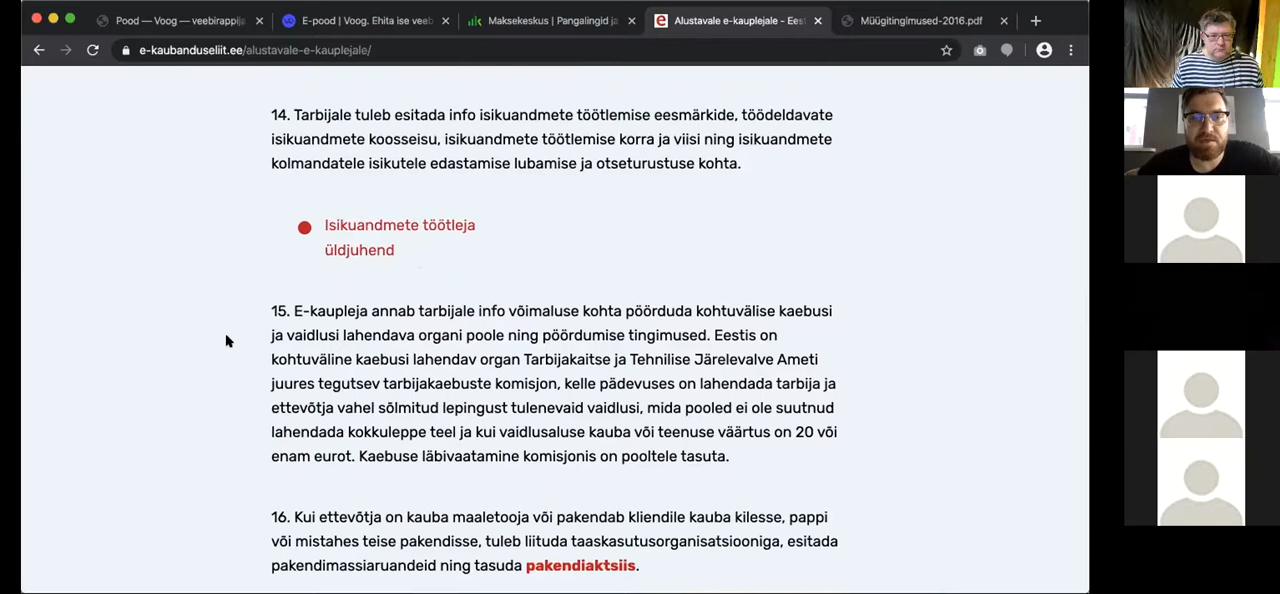 Pood — Voog — veebirappija
E-pood | Voog. Ehita ise veeb
Maksekeskus | Pangalingid ja
Alustavale e-kauplejale - Eest
Müügitingimused-2016.pdf
e-kaubanduseliit.ee/alustavale-e-kauplejale/
14. Tarbijale tuleb esitada info isikuandmete töötlemise eesmärkide, töödeldavate
isikuandmete koosseisu, isikuandmete töötlemise korra ja viisi ning isikuandmete
kolmandatele isikutele edastamise lubamise ja otseturustuse kohta.
Isikuandmete töötleja
üldjuhend
15. E-kaupleja annab tarbijale info võimaluse kohta pöörduda kohtuvälise kaebusi
ja vaidlusi lahendava organi poole ning pöördumise tingimused. Eestis on
kohtuväline kaebusi lahendav organ Tarbijakaitse ja Tehnilise Järelevalve Ameti
juures tegutsev tarbijakaebuste komisjon, kelle pädevuses on lahendada tarbija ja
ettevõtja vahel sõlmitud lepingust tulenevaid vaidlusi, mida pooled ei ole suutnud
lahendada kokkuleppe teel ja kui vaidlusaluse kauba või teenuse väärtus on 20 või
enam eurot. Kaebuse läbivaatamine komisjonis on pooltele tasuta.
16. Kui ettevõtja on kauba maaletooja või pakendab kliendile kauba kilesse, pappi
või mistahes teise pakendisse, tuleb liituda taaskasutusorganisatsiooniga, esitada
pakendimassiaruandeid ning tasuda pakendiaktsiis.